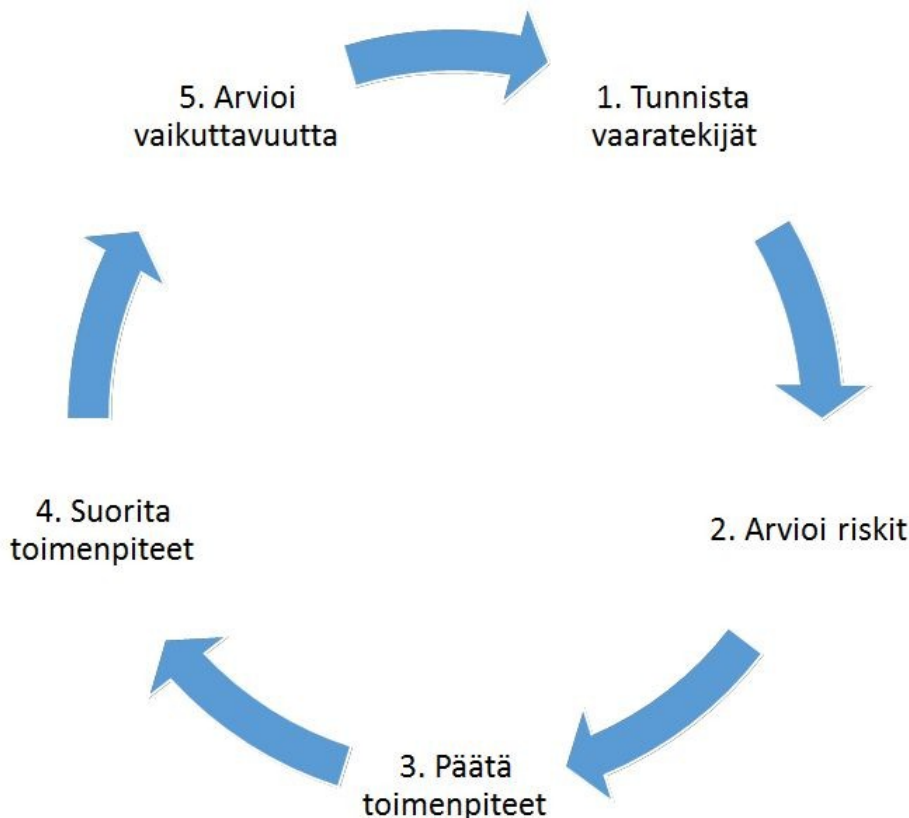 1. Tunnista
vaaratekijät
2. Arvioi riskit
3. Päätä
toimenpiteet
4. Suorita
toimenpiteet
5. Arvioi
vaikuttavuutta